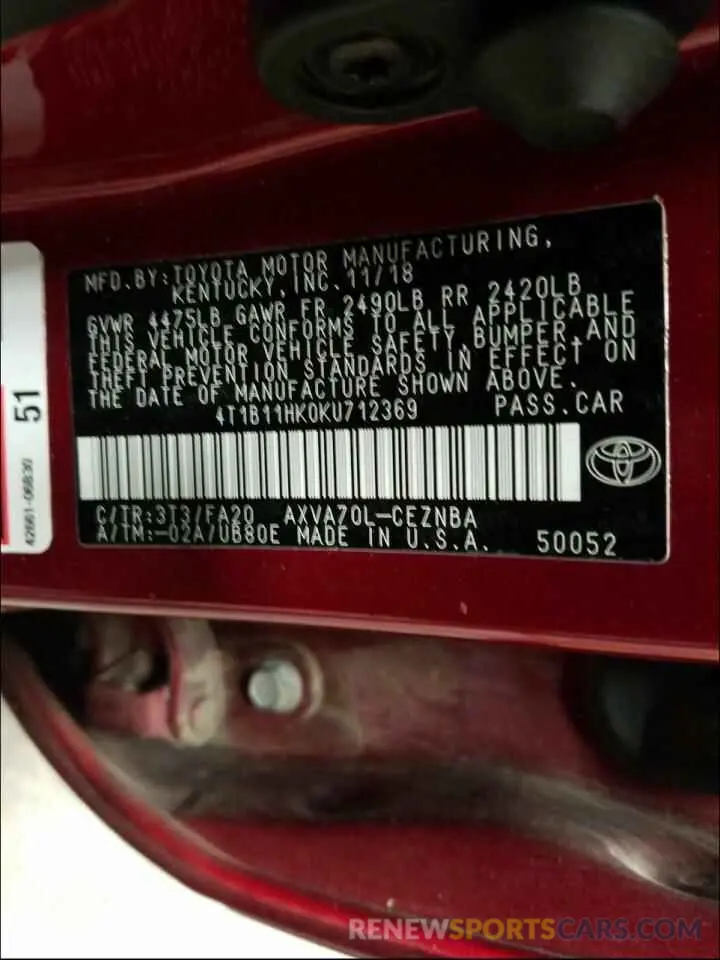 MFD.BY:TOYOTA MOTOR MANUFACTURING,
KENTUCKY, INC. 11/18
GVWR 4475LB GAWR FR 2490LB RR 2420LB
THIS VEHICLE CONFORMS TO ALL APPLICABLE
FEDERAL MOTOR VEHICLE SAFETY,BUMPER,AND
THEFT PREVENTION STANDARDS IN EFFECT ON
THE DATE OF MANUFACTURE SHOWN ABOVE.
4T1B11HK0KU712369 PASS.CAR
C/TR:3T3/FA20 AXVA70L-CEZNBA
A/TM:-02A/UB80E MADE IN U.S.A. 50052
51
42661-06830
RENEWSPORTSCARS.COM